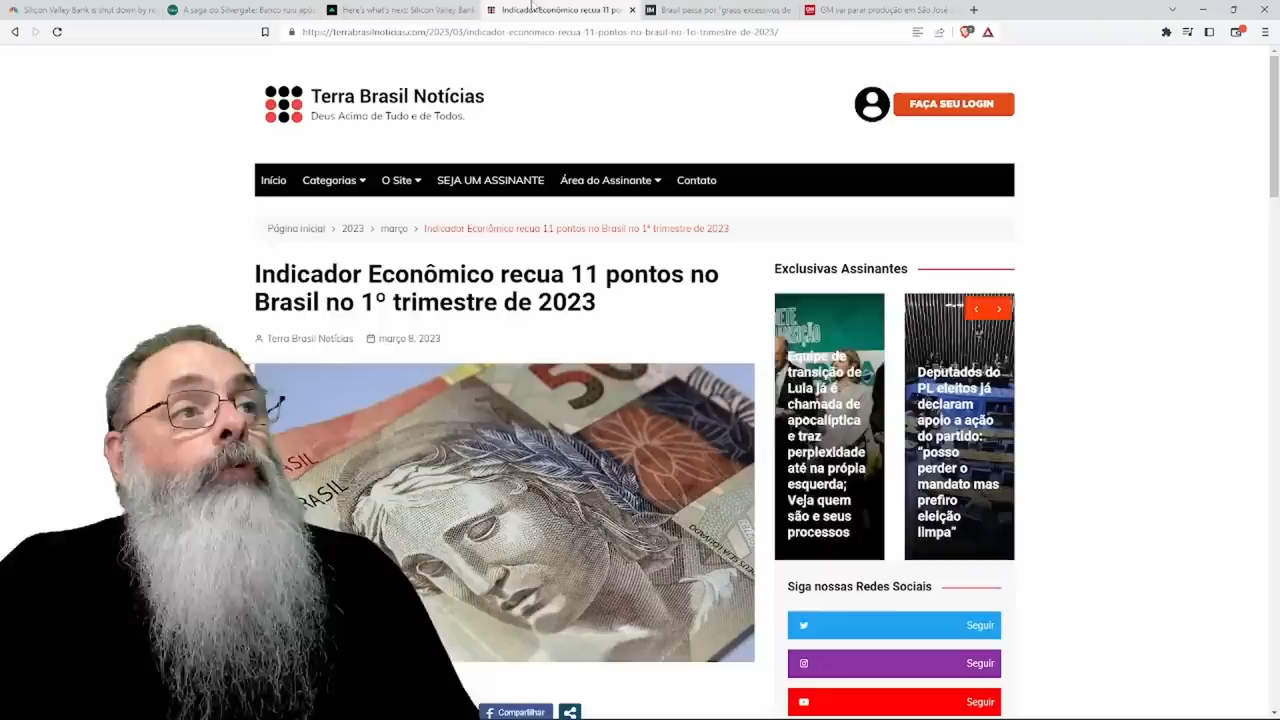 Silicon Valley Bank is shut down by re
A saga do Silvergate: Banco ruiu após
Here's what's next: Silicon Valley Bank
Indicador Econômico recua 11 po
Brasil passa por "graus excessivos de
GM vai parar produção em São José
https://terrabrasilnoticias.com/2023/03/indicador-economico-recua-11-pontos-no-brasil-no-1o-trimestre-de-2023/
Terra Brasil Notícias
Deus Acima de Tudo e de Todos.
FAÇA SEU LOGIN
Início Categorias O Site SEJA UM ASSINANTE Área do Assinante Contato
Página inicial > 2023 > março > Indicador Econômico recua 11 pontos no Brasil no 1º trimestre de 2023
Indicador Econômico recua 11 pontos no
Brasil no 1º trimestre de 2023
Terra Brasil Notícias março 8, 2023
50
BRASIL
Exclusivas Assinantes
Equipe de
transição de
Lula já é
chamada de
apocalíptica
e traz
perplexidade
até na própia
esquerda;
Veja quem
são e seus
processos
Deputados do
PL eleitos já
declaram
apoio a ação
do partido:
“posso
perder o
mandato mas
prefiro
eleição
limpa”
Siga nossas Redes Sociais
Seguir
Seguir
Seguir
Compartilhar